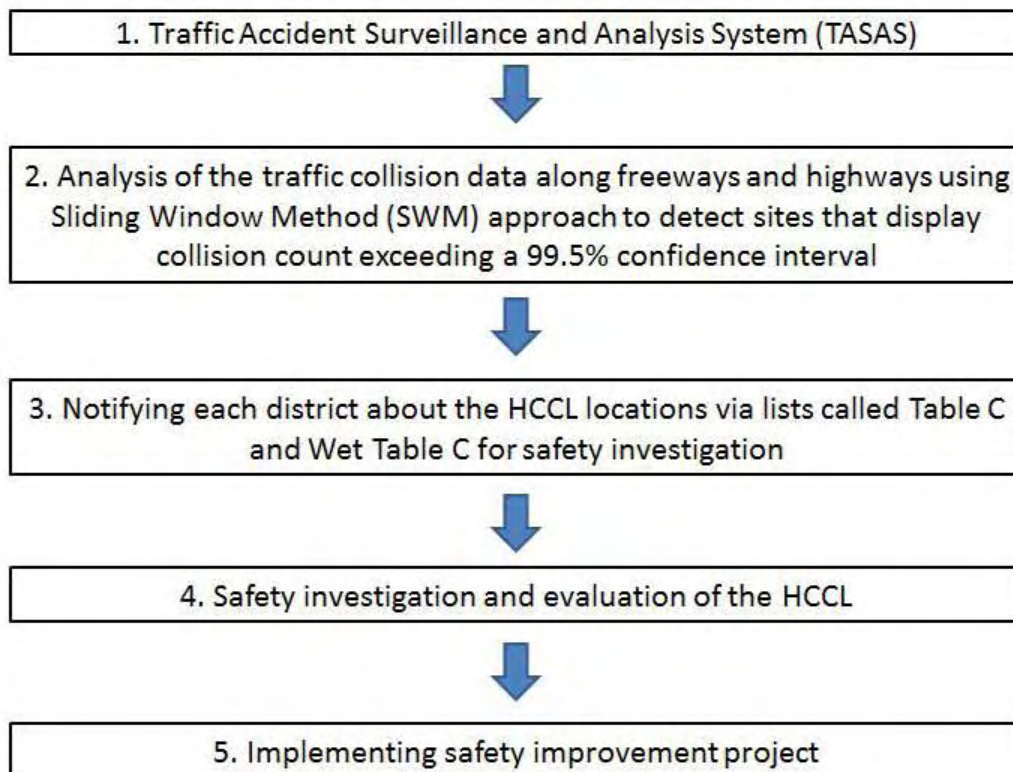 1. Traffic Accident Surveillance and Analysis System (TASAS)
2. Analysis of the traffic collision data along freeways and highways using
Sliding Window Method (SWM) approach to detect sites that display
collision count exceeding a 99.5% confidence interval
3. Notifying each district about the HCCL locations via lists called Table C
and Wet Table C for safety investigation
4. Safety investigation and evaluation of the HCCL
5. Implementing safety improvement project